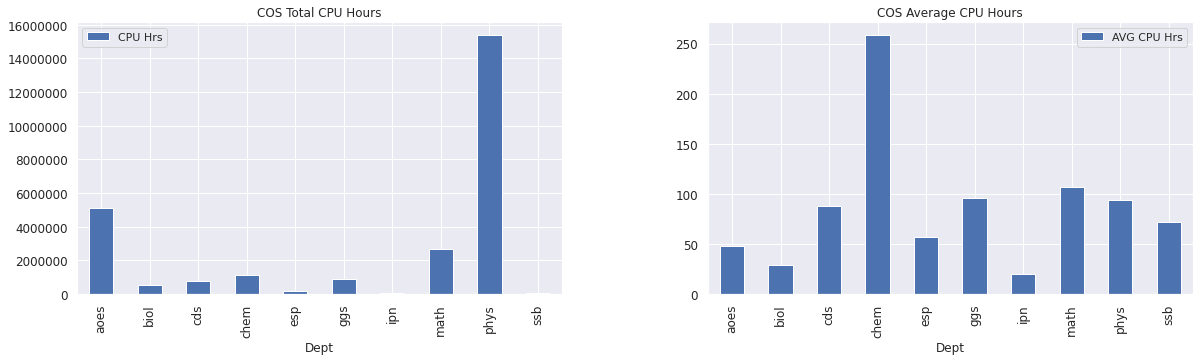 COS Total CPU Hours
CPU Hrs
16000000
14000000
12000000
10000000
8000000
6000000
4000000
2000000
0
aoes
biol
cds
chem
esp
ggs
ipn
math
phys
ssb
Dept
COS Average CPU Hours
AVG CPU Hrs
250
200
150
100
50
0
aoes
biol
cds
chem
esp
ggs
ipn
math
phys
ssb
Dept